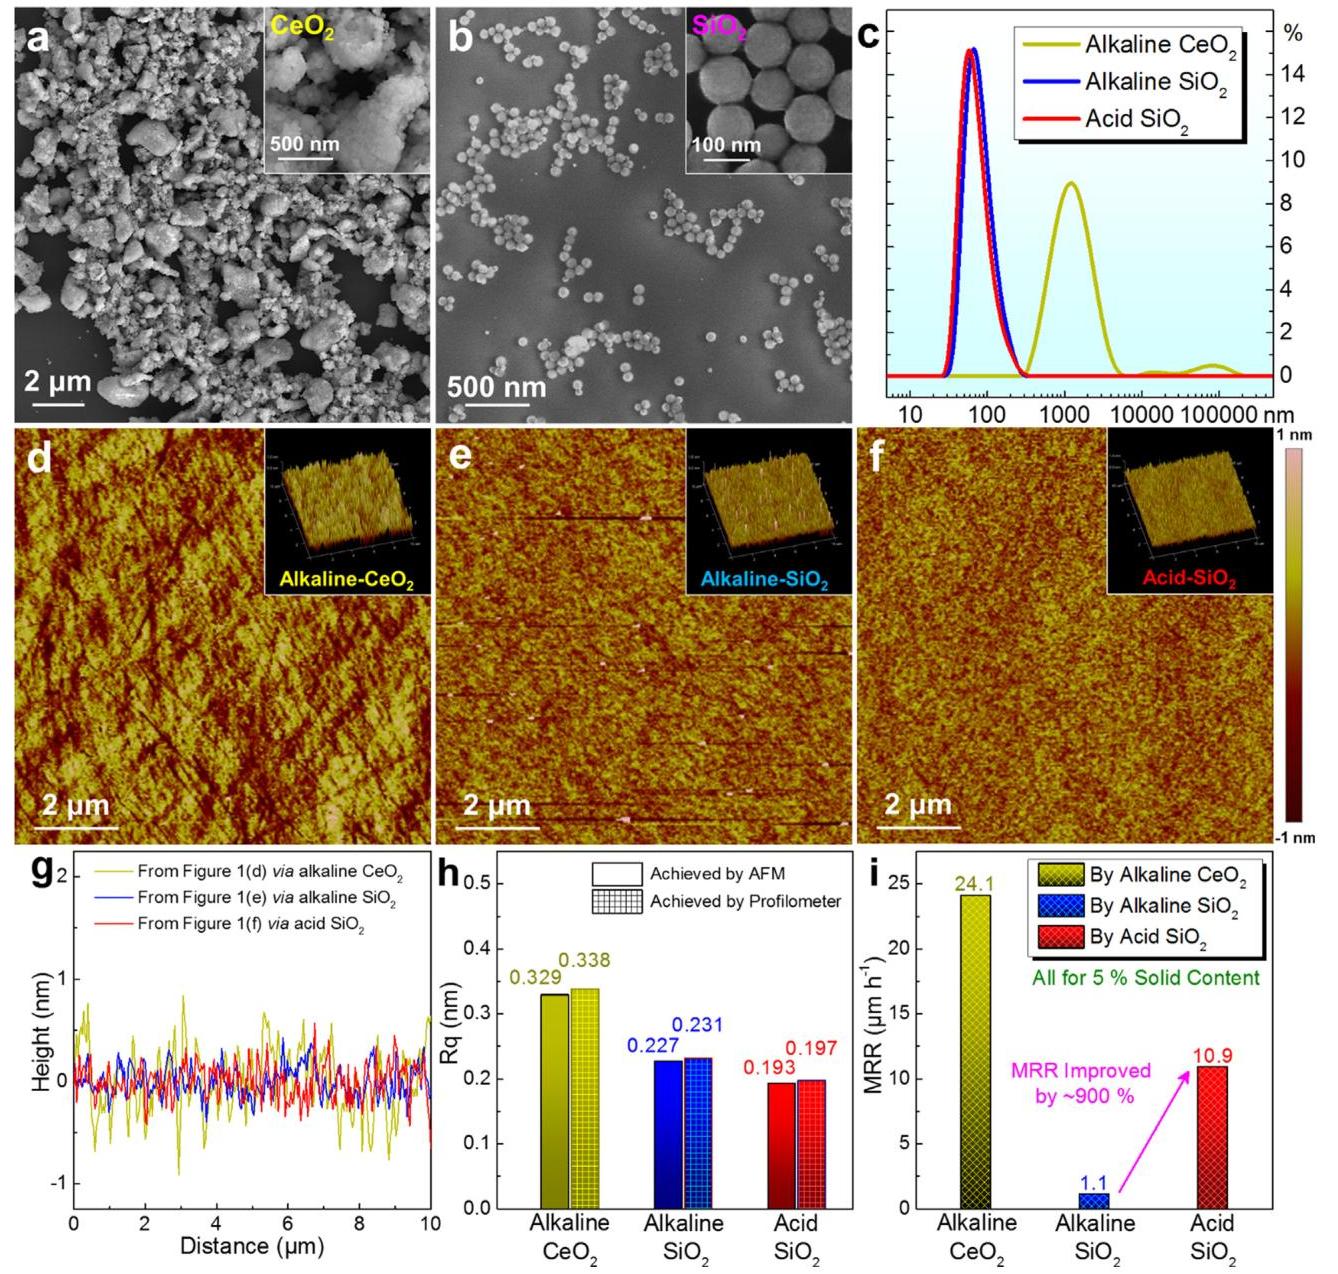 a
CeO₂
500 nm
2 µm
b
SiO₂
100 nm
500 nm
c
Alkaline CeO₂
Alkaline SiO₂
Acid SiO₂
%
14
12
10
8
6
4
2
0
10 100 1000 10000 100000 nm
d
Alkaline-CeO₂
2 µm
e
Alkaline-SiO₂
2 µm
f
Acid-SiO₂
2 µm
1 nm
-1 nm
g
From Figure 1(d) via alkaline CeO₂
From Figure 1(e) via alkaline SiO₂
From Figure 1(f) via acid SiO₂
Height (nm)
2
1
0
-1
0 2 4 6 8 10
Distance (µm)
h
Achieved by AFM
Achieved by Profilometer
Rq (nm)
0.5
0.4
0.3
0.2
0.1
0.0
0.329
0.338
0.227
0.231
0.193
0.197
Alkaline
CeO₂
Alkaline
SiO₂
Acid
SiO₂
i
By Alkaline CeO₂
By Alkaline SiO₂
By Acid SiO₂
All for 5 % Solid Content
MRR (µm h⁻¹)
25
20
15
10
5
0
24.1
1.1
10.9
MRR Improved
by ~900 %
Alkaline
CeO₂
Alkaline
SiO₂
Acid
SiO₂